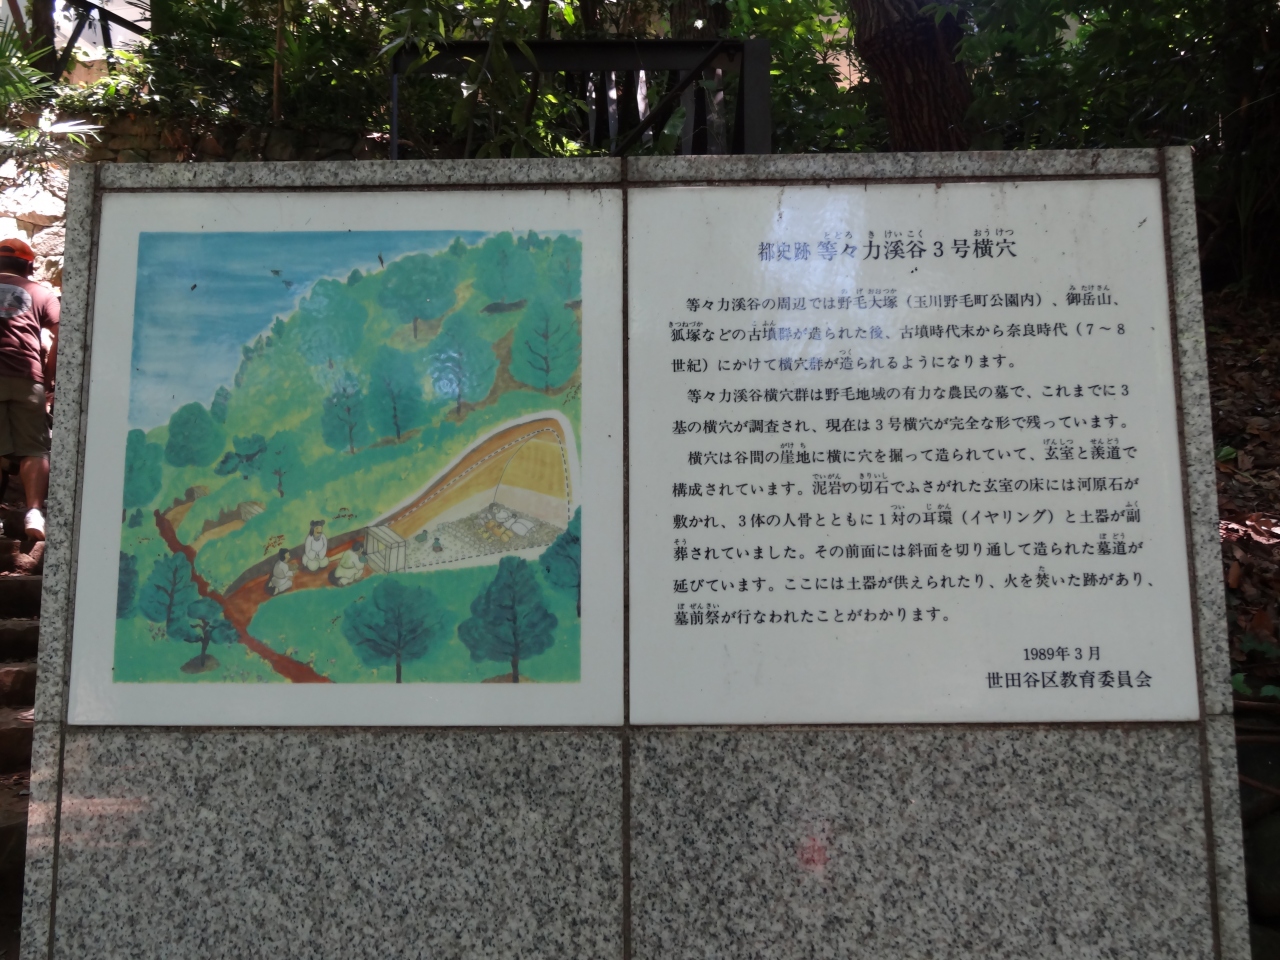 都史跡 等々力溪谷3号横穴
等々力溪谷の周辺では野毛大塚（玉川野毛町公園内）、御岳山、
狐塚などの古墳群が造られた後、古墳時代末から奈良時代（7～8
世紀）にかけて横穴群が造られるようになります。
等々力溪谷横穴群は野毛地域の有力な農民の墓で、これまでに3
基の横穴が調査され、現在は3号横穴が完全な形で残っています。
横穴は谷間の崖地に横に穴を掘って造られていて、玄室と羨道で
構成されています。泥岩の切石でふさがれた玄室の床には河原石が
敷かれ、3体の人骨とともに1対の耳環（イヤリング）と土器が副
葬されていました。その前面には斜面を切り通して造られた墓道が
延びています。ここには土器が供えられたり、火を焚いた跡があり、
墓前祭が行なわれたことがわかります。
1989年3月
世田谷区教育委員会